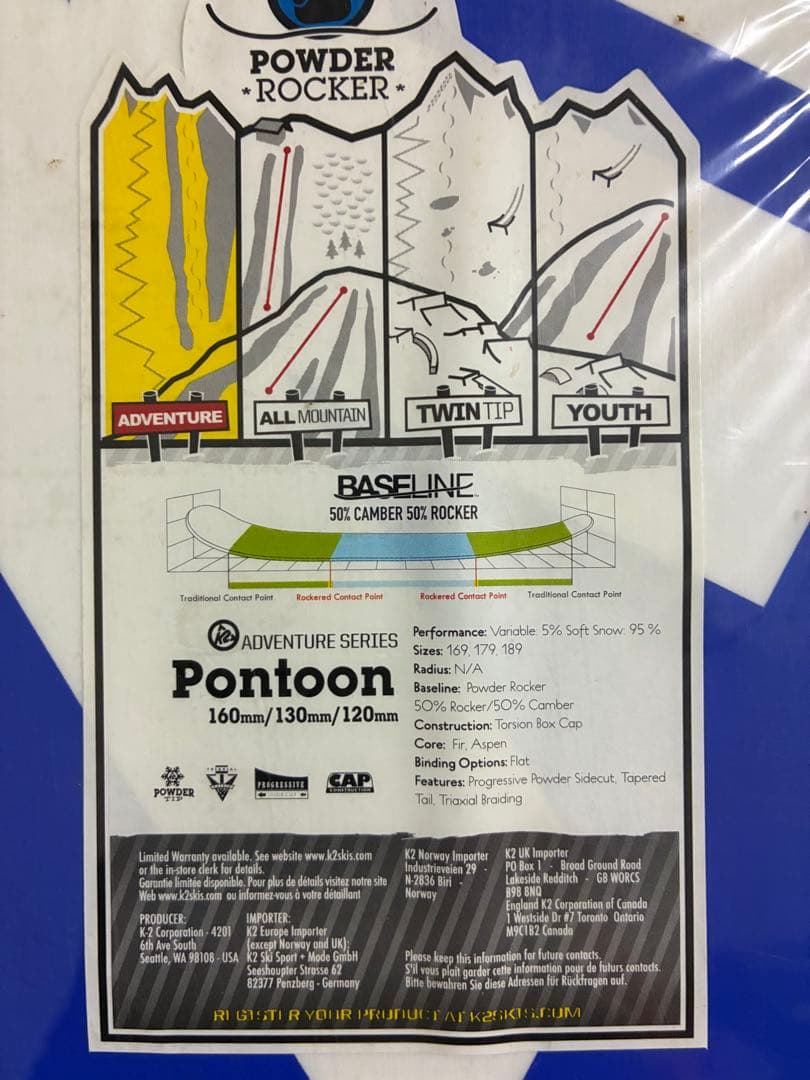 POWDER
*ROCKER*
ADVENTURE
ALL MOUNTAIN
TWIN TIP
YOUTH
BASELINE
50% CAMBER 50% ROCKER
Traditional Contact Point
Rockered Contact Point
Rockered Contact Point
Traditional Contact Point
K2 ADVENTURE SERIES
Pontoon
160mm/130mm/120mm
Performance: Variable: 5% Soft Snow: 95 %
Sizes: 169, 179, 189
Radius: N/A
Baseline: Powder Rocker
50% Rocker/50% Camber
Construction: Torsion Box Cap
Core: Fir, Aspen
Binding Options: Flat
Features: Progressive Powder Sidecut, Tapered
Tail, Triaxial Braiding
POWDER
TIP
PROGRESSIVE
SIDECUT
CAP
CONSTRUCTION
Limited Warranty available. See website www.k2skis.com
or the in-store clerk for details.
Garantie limitée disponible. Pour plus de détails visitez notre site
Web www.k2skis.com ou informez-vous à votre détaillant
PRODUCER:
K-2 Corporation - 4201
6th Ave South
Seattle, WA 98108 - USA
IMPORTER:
K2 Europe Importer
(except Norway and UK):
K2 Ski Sport + Mode GmbH
Seeshaupter Strasse 62
82377 Penzberg - Germany
K2 Norway Importer
Industrieveien 29 -
N-2836 Biri -
Norway
K2 UK Importer
PO Box 1 - Broad Ground Road
Lakeside Redditch - GB WORCS
B98 8NQ
England K2 Corporation of Canada
1 Westside Dr #7 Toronto Ontario
M9C1B2 Canada
Please keep this information for future contacts.
S'il vous plaît garder cette information pour de futurs contacts.
Bitte bewahren Sie diese Adressen für Rückfragen auf.
REGISTER YOUR PRODUCT AT K2SKIS.COM